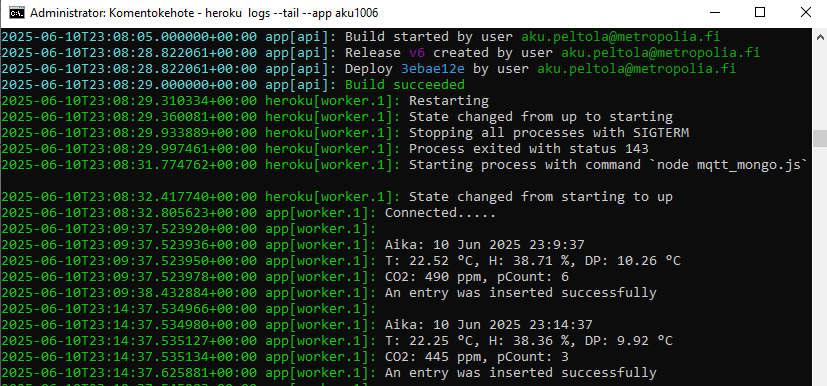 Administrator: Komentokehote - heroku  logs --tail --app aku1006
2025-06-10T23:08:05.000000+00:00 app[api]: Build started by user aku.peltola@metropolia.fi
2025-06-10T23:08:28.822061+00:00 app[api]: Release v6 created by user aku.peltola@metropolia.fi
2025-06-10T23:08:28.822061+00:00 app[api]: Deploy 3ebae12e by user aku.peltola@metropolia.fi
2025-06-10T23:08:29.000000+00:00 app[api]: Build succeeded
2025-06-10T23:08:29.310334+00:00 heroku[worker.1]: Restarting
2025-06-10T23:08:29.360081+00:00 heroku[worker.1]: State changed from up to starting
2025-06-10T23:08:29.933889+00:00 heroku[worker.1]: Stopping all processes with SIGTERM
2025-06-10T23:08:29.997461+00:00 heroku[worker.1]: Process exited with status 143
2025-06-10T23:08:31.774762+00:00 heroku[worker.1]: Starting process with command `node mqtt_mongo.js`
2025-06-10T23:08:32.417740+00:00 heroku[worker.1]: State changed from starting to up
2025-06-10T23:08:32.805623+00:00 app[worker.1]: Connected.....
2025-06-10T23:09:37.523920+00:00 app[worker.1]:
2025-06-10T23:09:37.523936+00:00 app[worker.1]: Aika: 10 Jun 2025 23:9:37
2025-06-10T23:09:37.523950+00:00 app[worker.1]: T: 22.52 ºC, H: 38.71 %, DP: 10.26 ºC
2025-06-10T23:09:37.523978+00:00 app[worker.1]: CO2: 490 ppm, pCount: 6
2025-06-10T23:09:38.432884+00:00 app[worker.1]: An entry was inserted successfully
2025-06-10T23:14:37.534966+00:00 app[worker.1]:
2025-06-10T23:14:37.534980+00:00 app[worker.1]: Aika: 10 Jun 2025 23:14:37
2025-06-10T23:14:37.535127+00:00 app[worker.1]: T: 22.25 ºC, H: 38.36 %, DP: 9.92 ºC
2025-06-10T23:14:37.535134+00:00 app[worker.1]: CO2: 445 ppm, pCount: 3
2025-06-10T23:14:37.625881+00:00 app[worker.1]: An entry was inserted successfully